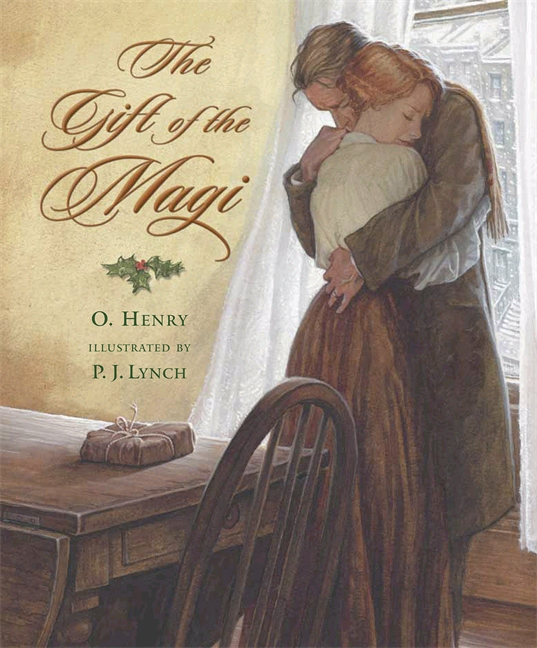 The
Gift of the
Magi
O. HENRY
ILLUSTRATED BY
P. J. LYNCH